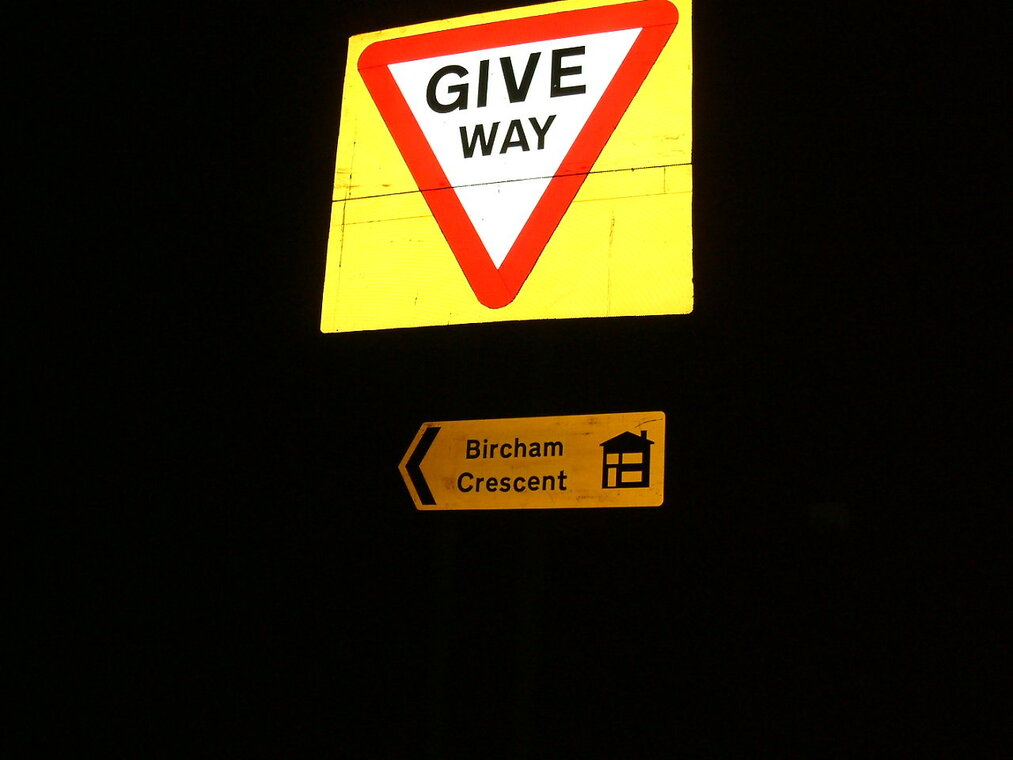 GIVE
WAY
Bircham
Crescent